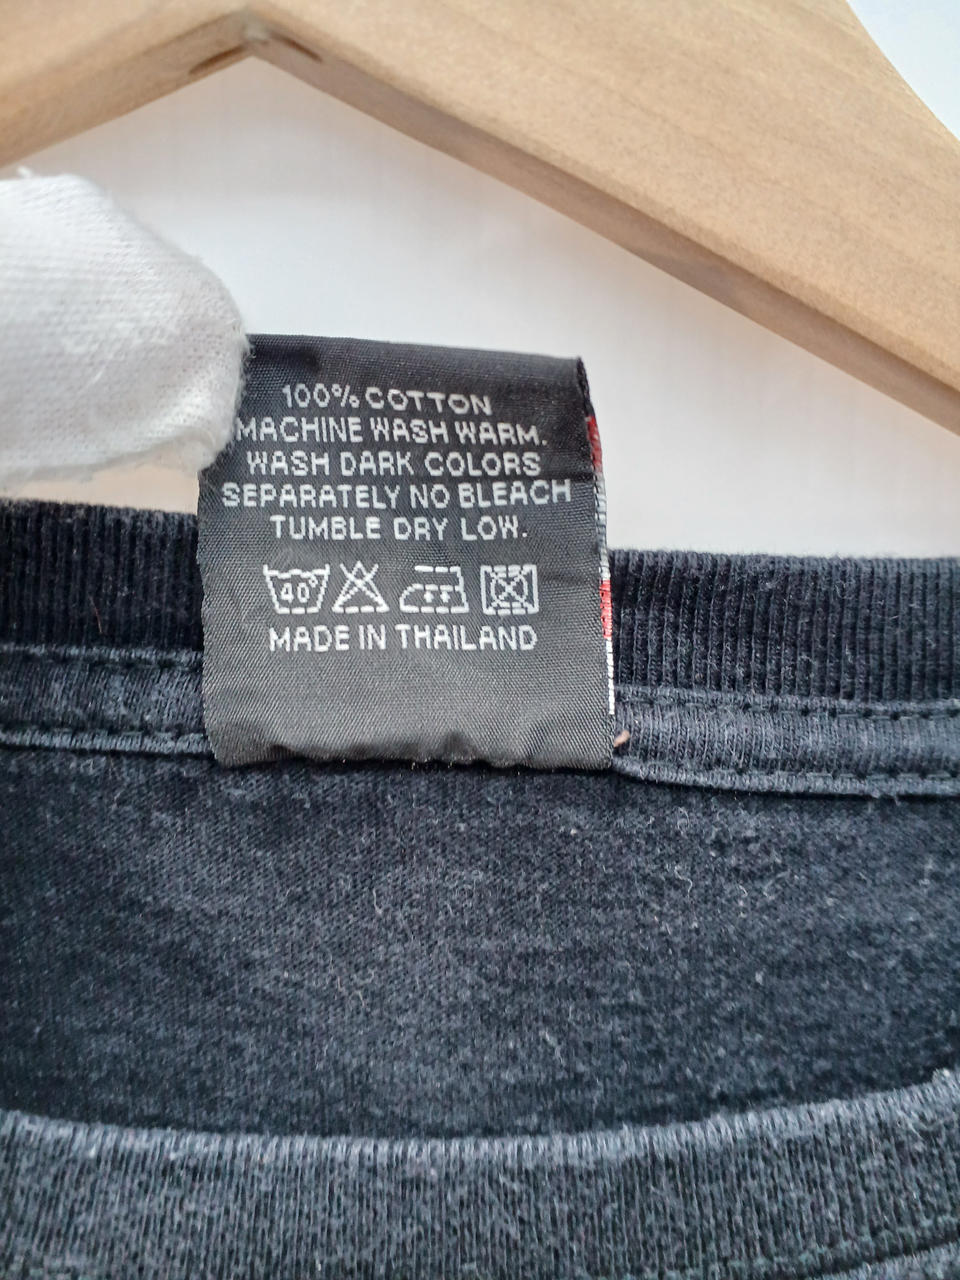 100% COTTON
MACHINE WASH WARM.
WASH DARK COLORS
SEPARATELY NO BLEACH
TUMBLE DRY LOW.
40°
MADE IN THAILAND